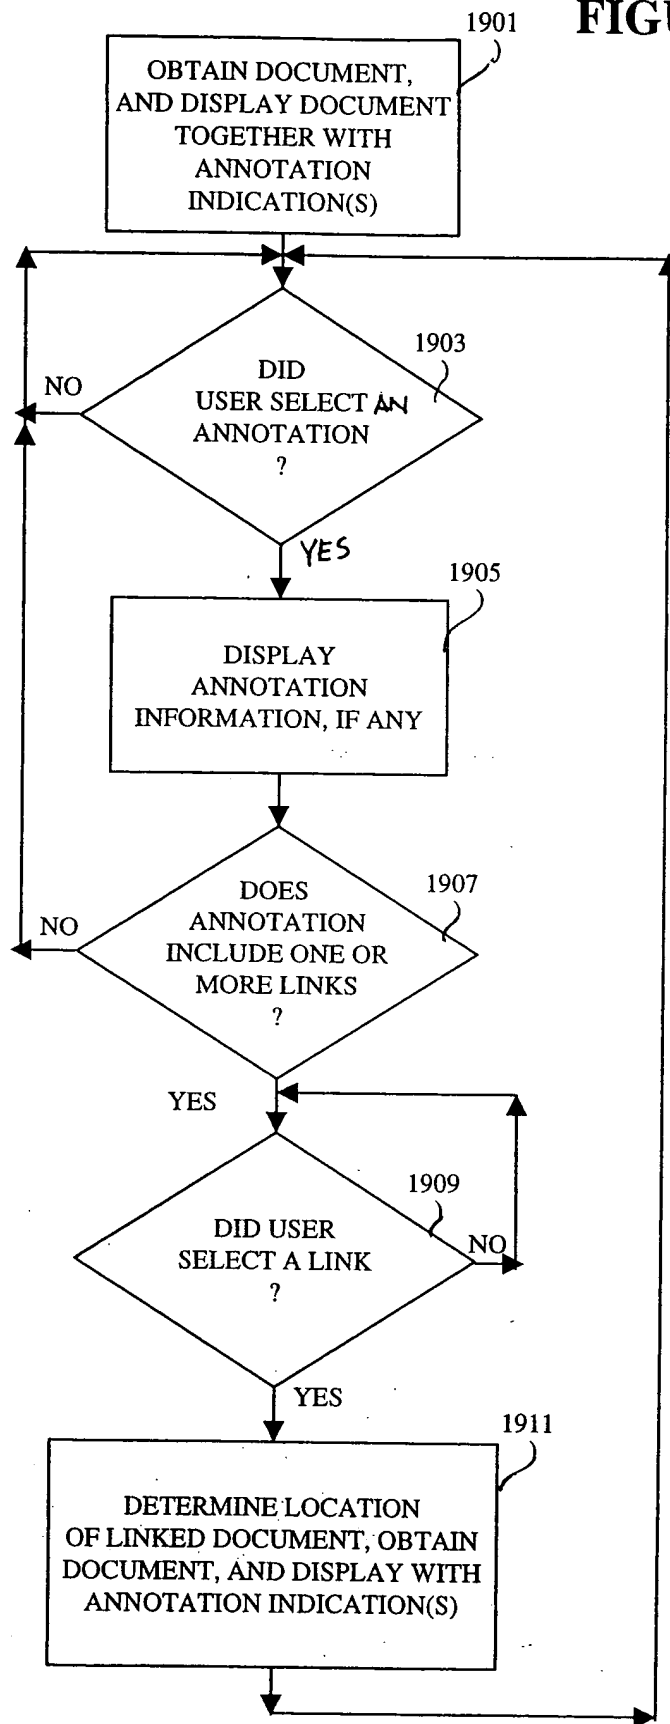 FIGU
1901
OBTAIN DOCUMENT,
AND DISPLAY DOCUMENT
TOGETHER WITH
ANNOTATION
INDICATION(S)
1903
DID
USER SELECT AN
ANNOTATION
?
NO
YES
1905
DISPLAY
ANNOTATION
INFORMATION, IF ANY
1907
DOES
ANNOTATION
INCLUDE ONE OR
MORE LINKS
?
NO
YES
1909
DID USER
SELECT A LINK
?
NO
YES
1911
DETERMINE LOCATION
OF LINKED DOCUMENT, OBTAIN
DOCUMENT, AND DISPLAY WITH
ANNOTATION INDICATION(S)